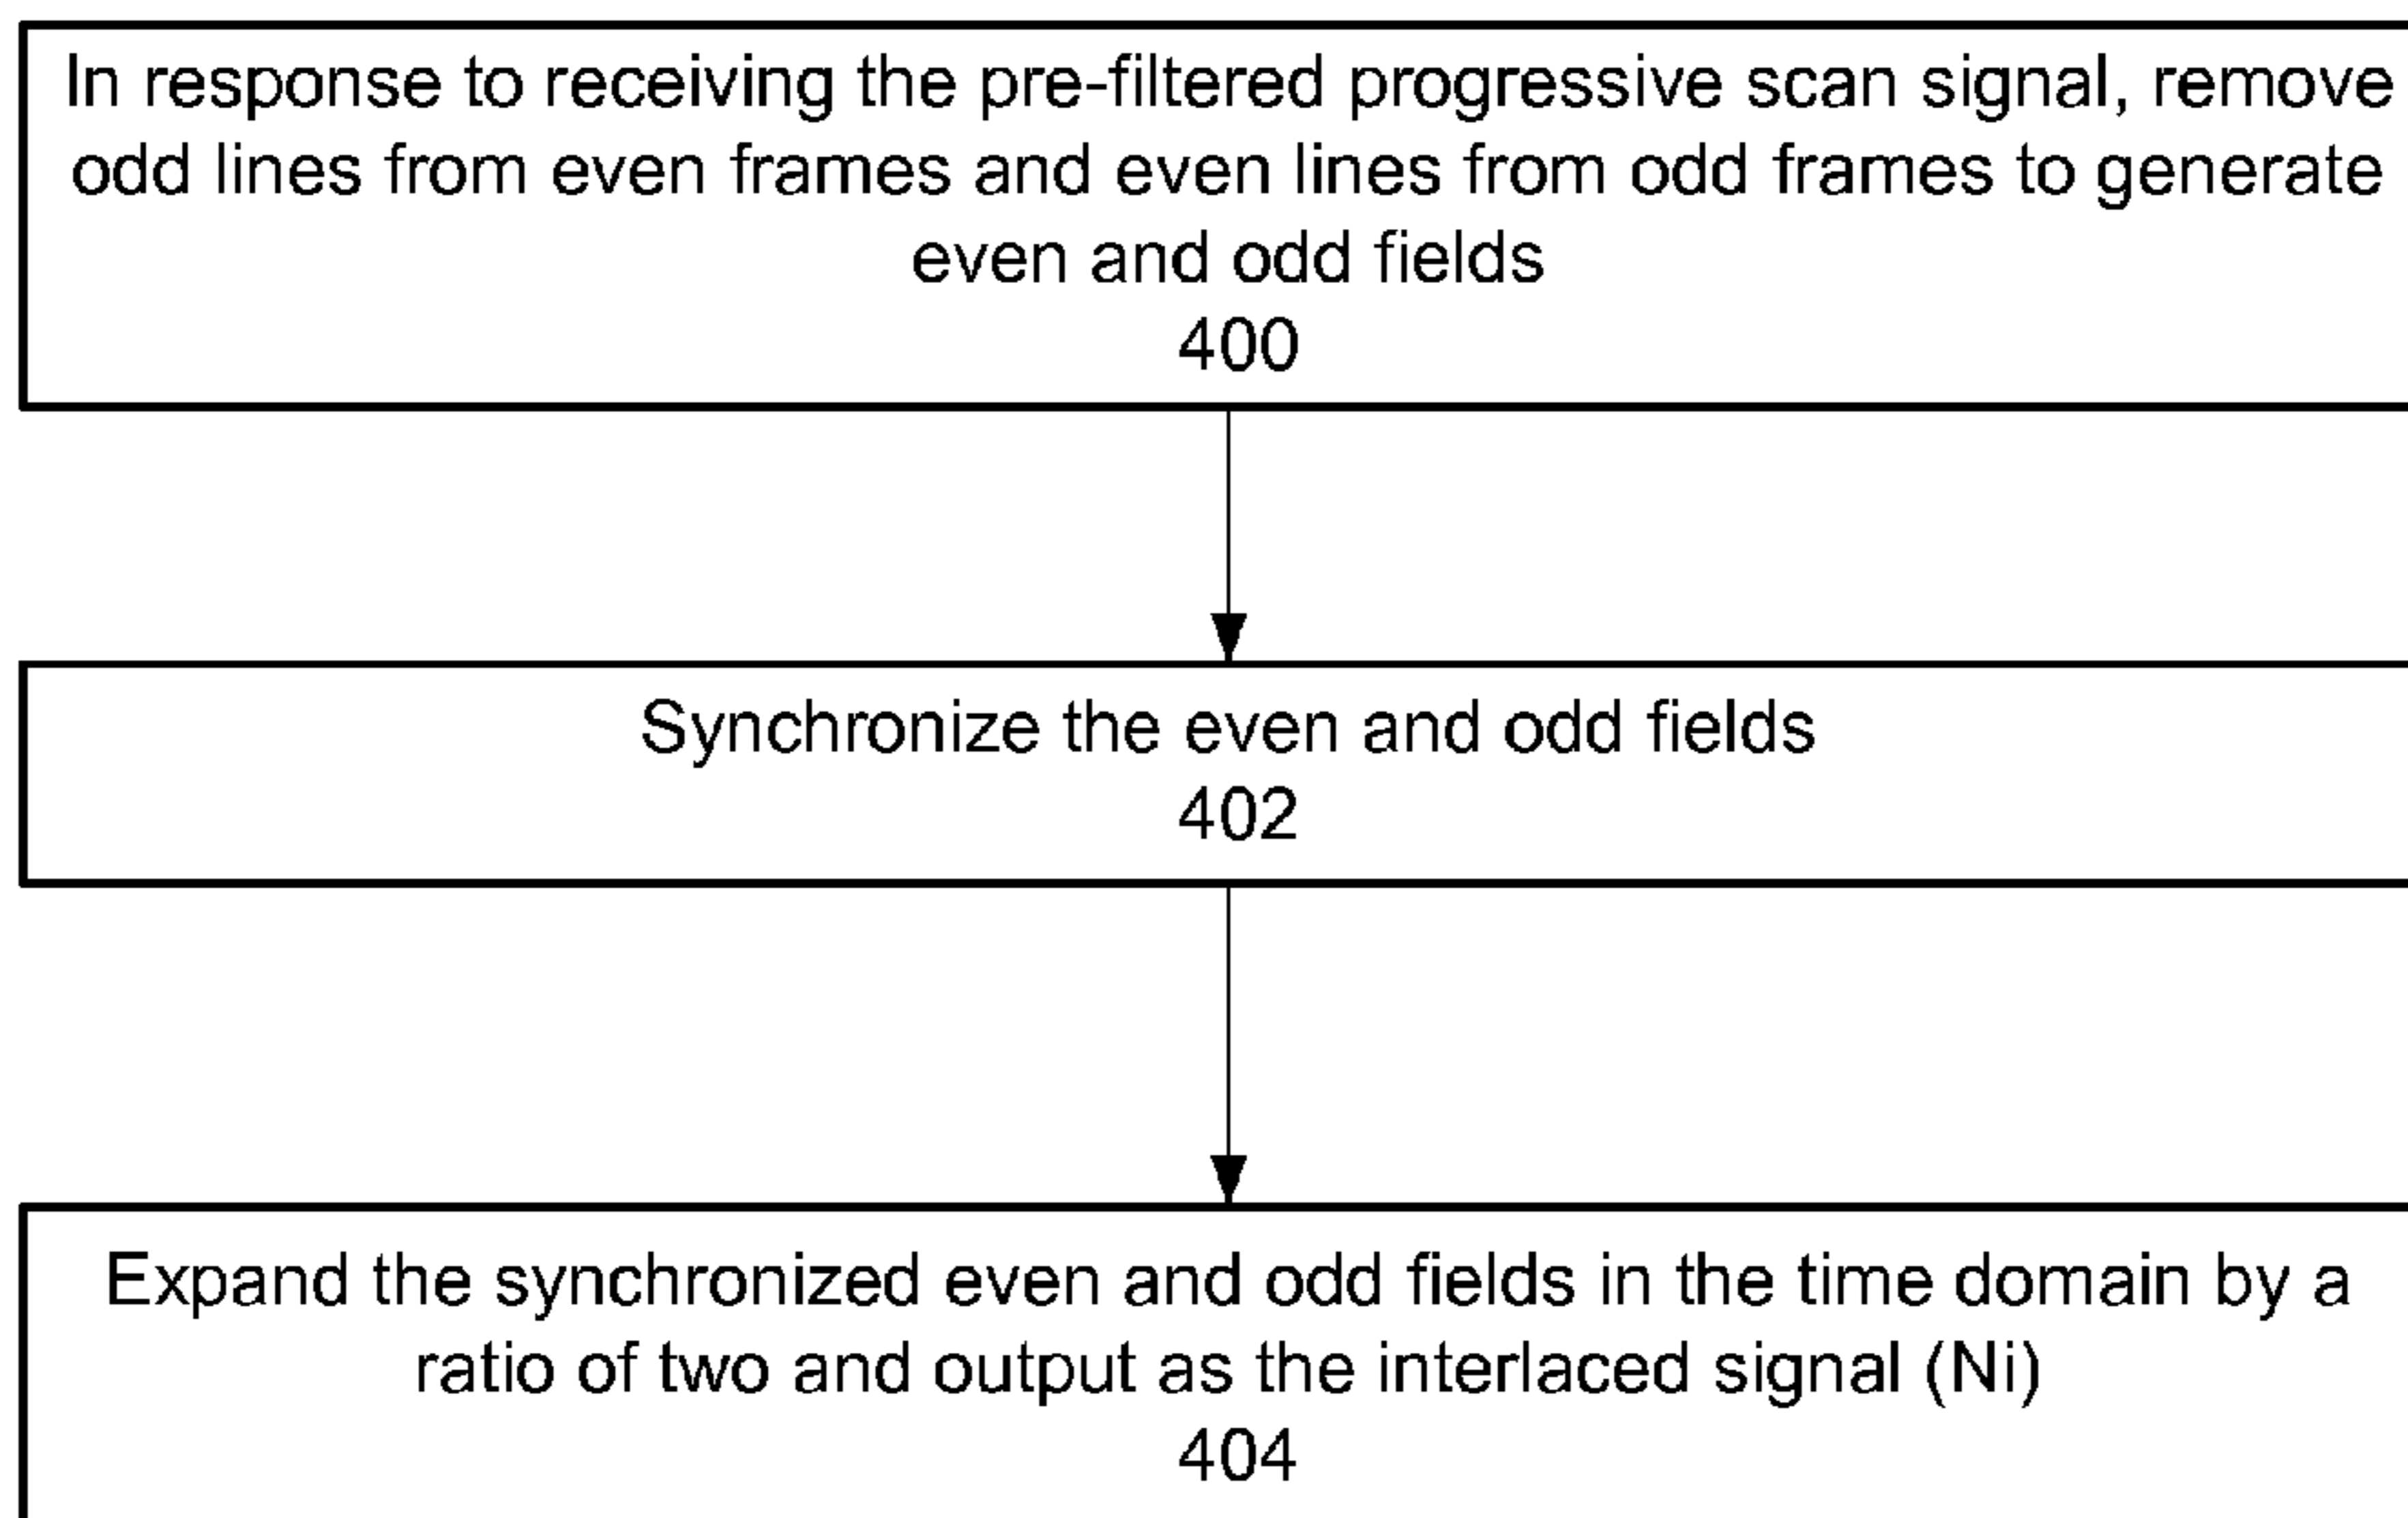 In response to receiving the pre-filtered progressive scan signal, remove
odd lines from even frames and even lines from odd frames to generate
even and odd fields
400
Synchronize the even and odd fields
402
Expand the synchronized even and odd fields in the time domain by a
ratio of two and output as the interlaced signal (Ni)
404